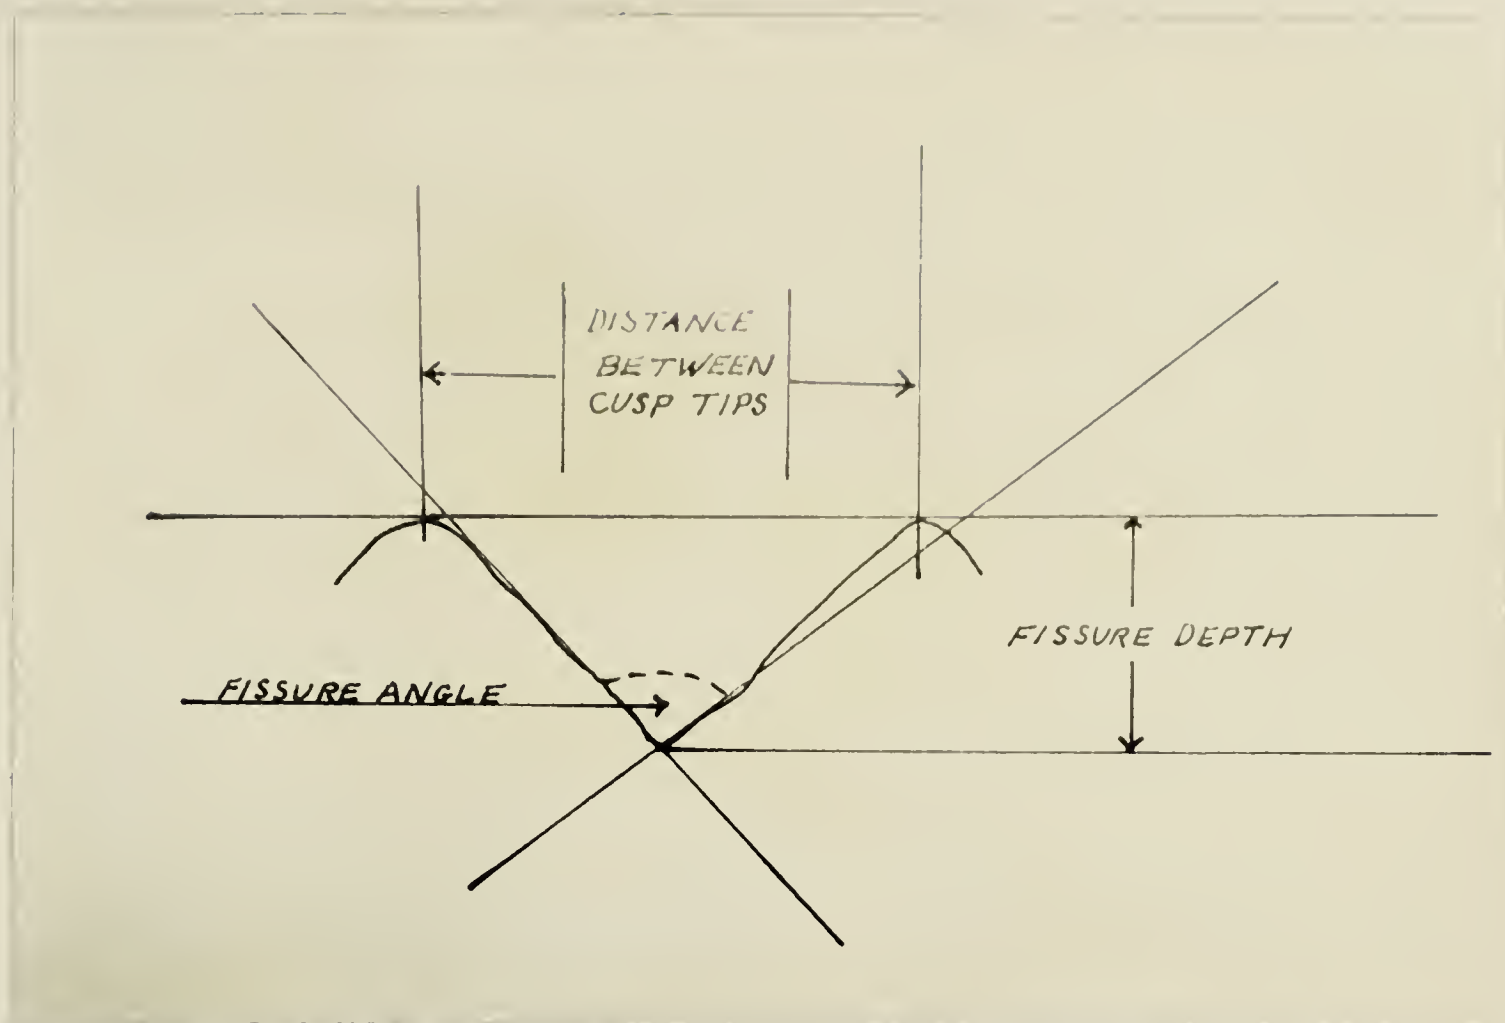 DISTANCE
BETWEEN
CUSP TIPS
FISSURE DEPTH
FISSURE ANGLE